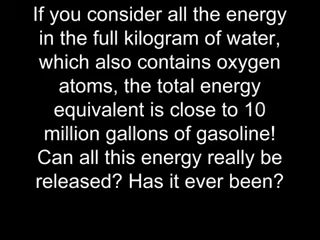 If you consider all the energy
in the full kilogram of water,
which also contains oxygen
atoms, the total energy
equivalent is close to 10
million gallons of gasoline!
Can all this energy really be
released? Has it ever been?